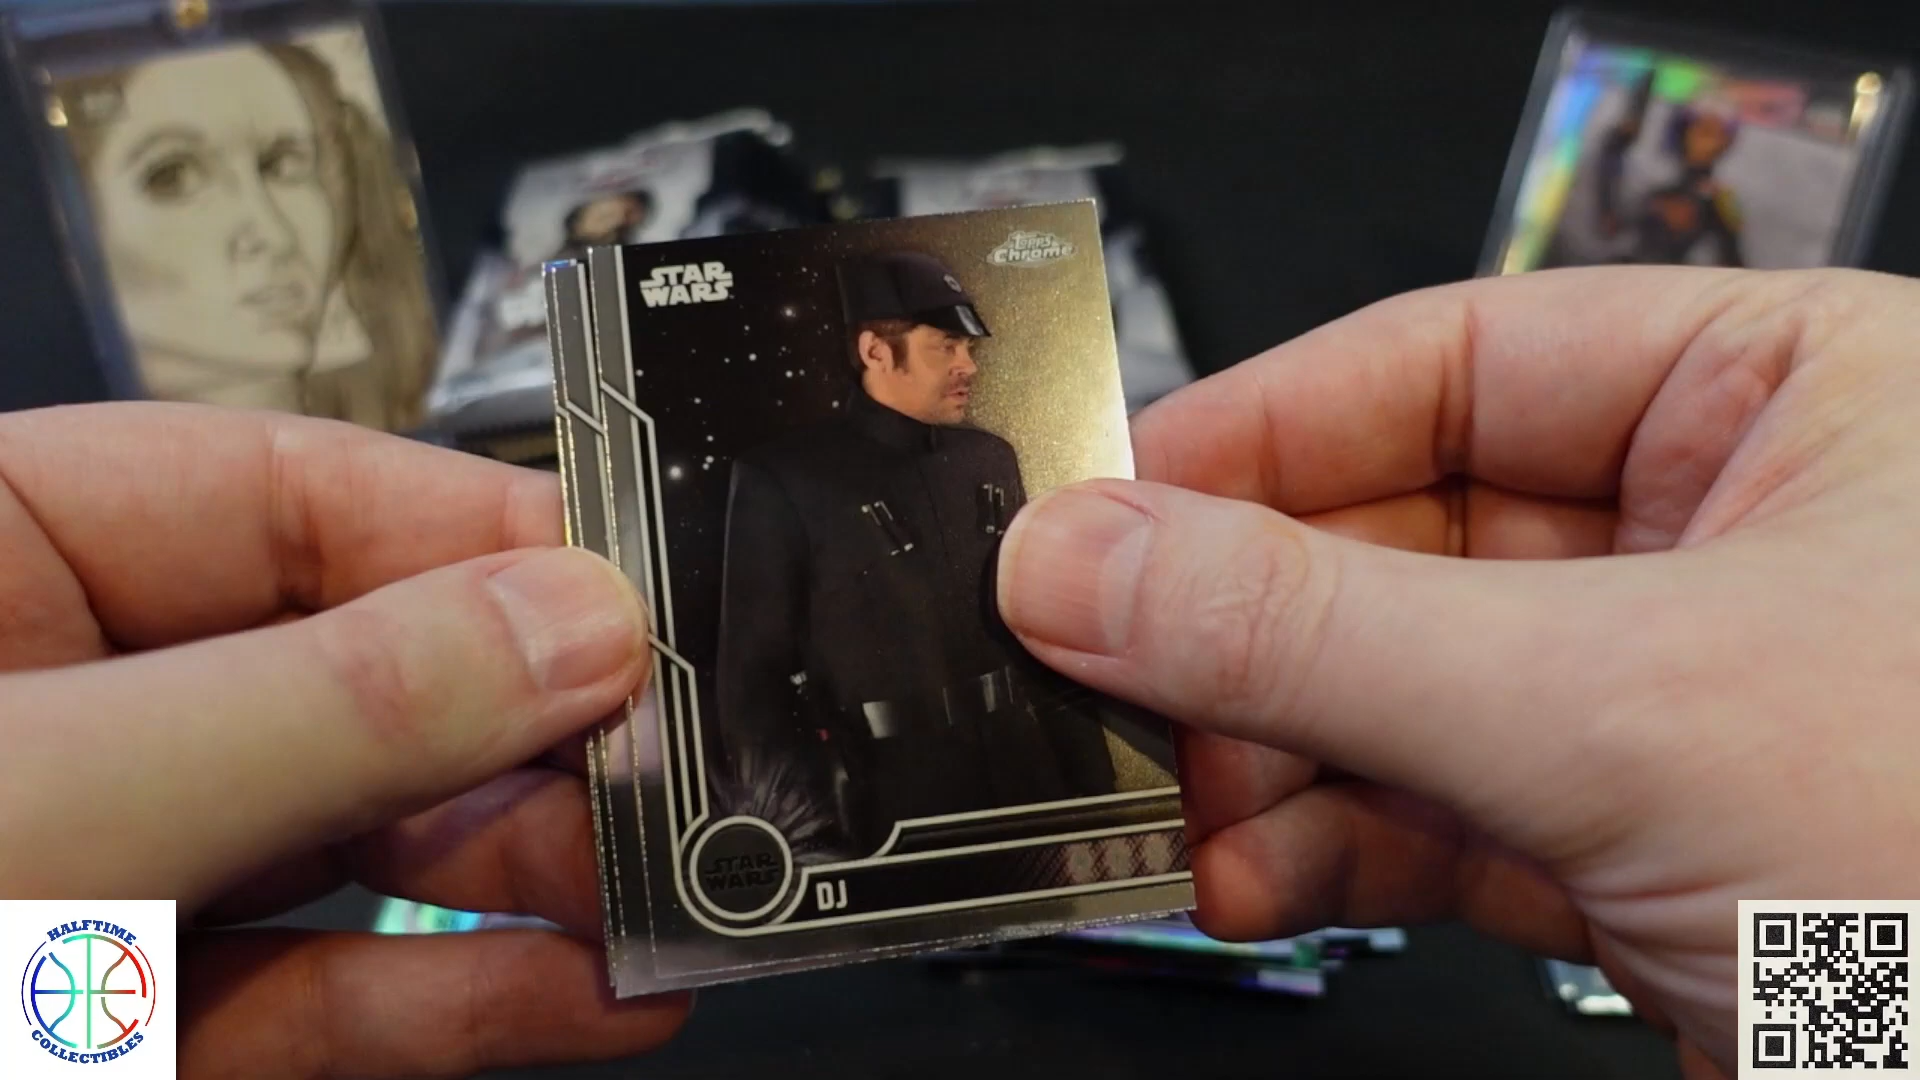 STAR
WARS
TOPPS
Chrome
STAR
WARS
DJ
HALFTIME
COLLECTIBLES